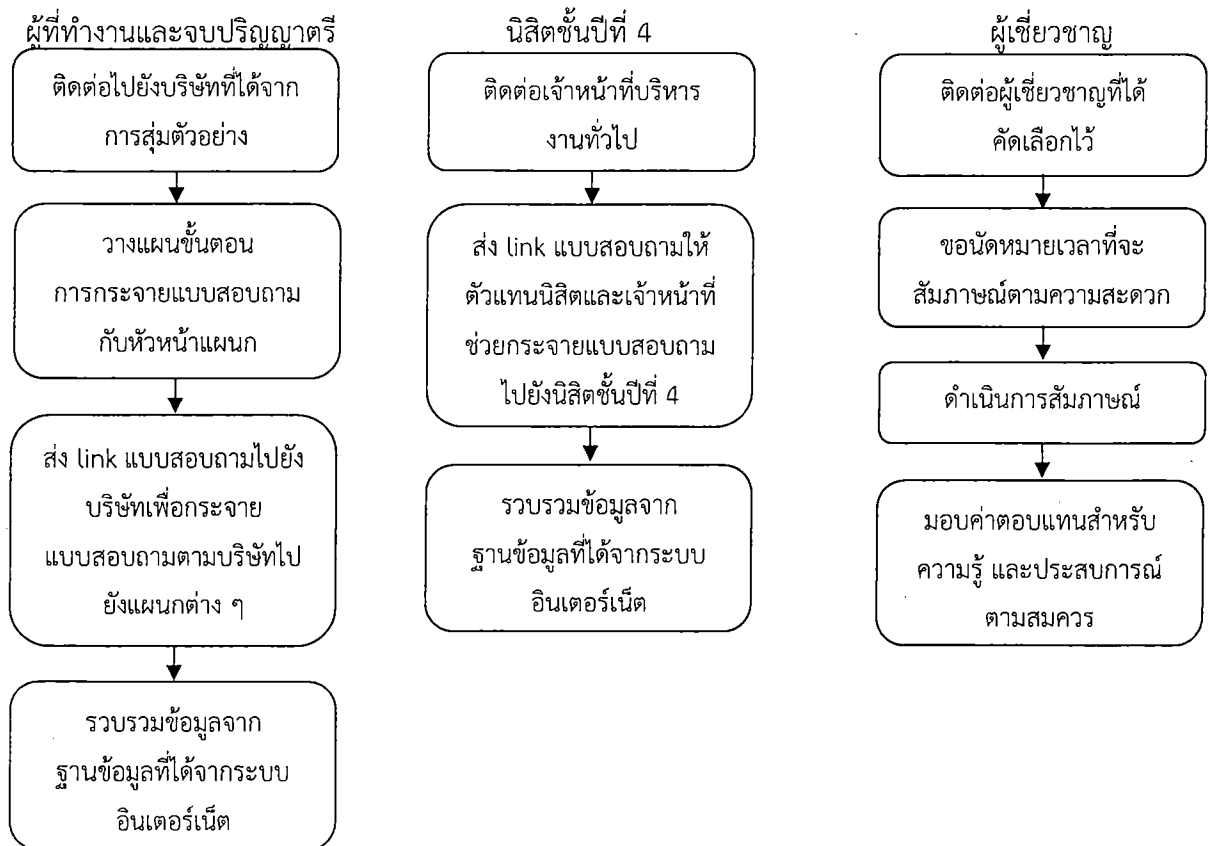 ผู้ที่ทำงานและจบปริญญาตรี
ติดต่อไปยังบริษัทที่ได้จาก
การสุ่มตัวอย่าง
วางแผนขั้นตอน
การกระจายแบบสอบถาม
กับหัวหน้าแผนก
ส่ง link แบบสอบถามไปยัง
บริษัทเพื่อกระจาย
แบบสอบถามตามบริษัทไป
ยังแผนกต่าง ๆ
รวบรวมข้อมูลจาก
ฐานข้อมูลที่ได้จากระบบ
อินเตอร์เน็ต
นิสิตชั้นปีที่ 4
ติดต่อเจ้าหน้าที่บริหาร
งานทั่วไป
ส่ง link แบบสอบถามให้
ตัวแทนนิสิตและเจ้าหน้าที่
ช่วยกระจายแบบสอบถาม
ไปยังนิสิตชั้นปีที่ 4
รวบรวมข้อมูลจาก
ฐานข้อมูลที่ได้จากระบบ
อินเตอร์เน็ต
ผู้เชี่ยวชาญ
ติดต่อผู้เชี่ยวชาญที่ได้
คัดเลือกไว้
ขอนัดหมายเวลาที่จะ
สัมภาษณ์ตามความสะดวก
ดำเนินการสัมภาษณ์
มอบค่าตอบแทนสำหรับ
ความรู้ และประสบการณ์
ตามสมควร